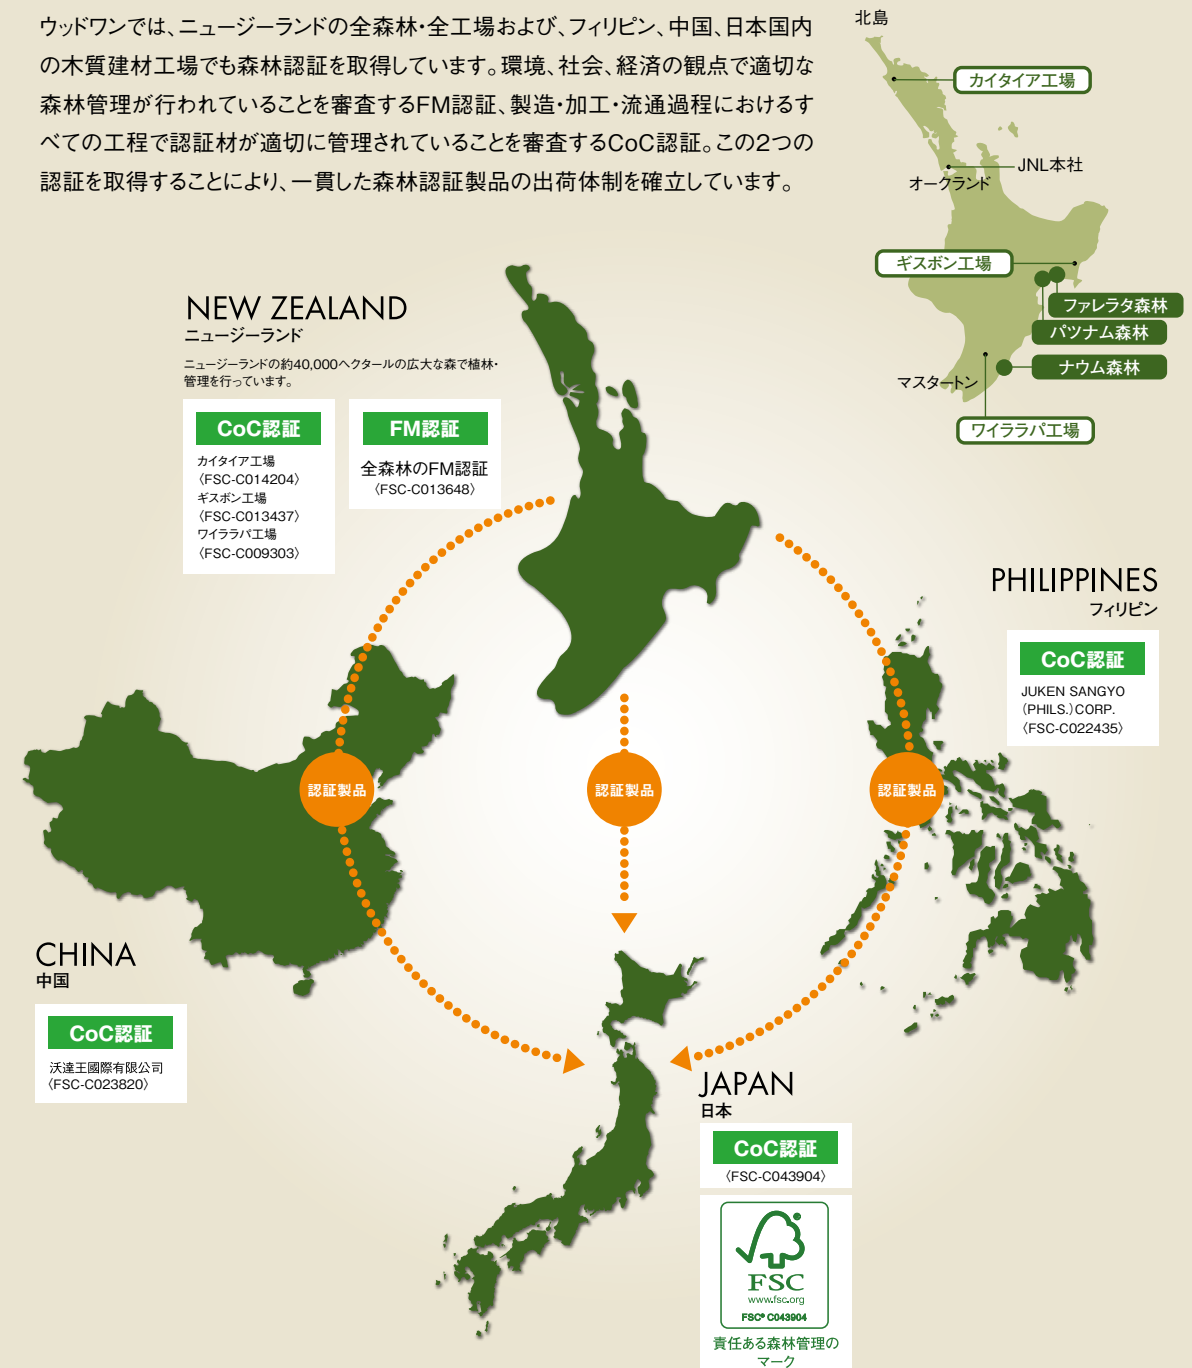 ウッドワンでは、ニュージーランドの全森林・全工場および、フィリピン、中国、日本国内
の木質建材工場でも森林認証を取得しています。環境、社会、経済の観点で適切な
森林管理が行われていることを審査するFM認証、製造・加工・流通過程におけるす
べての工程で認証材が適切に管理されていることを審査するCoC認証。この2つの
認証を取得することにより、一貫した森林認証製品の出荷体制を確立しています。
北島
カイタイア工場
JNL本社
オークランド
ギスボン工場
ファレラタ森林
パツナム森林
ナウム森林
マスタートン
ワイララパ工場
NEW ZEALAND
ニュージーランド
ニュージーランドの約40,000ヘクタールの広大な森で植林・
管理を行っています。
CoC認証
カイタイア工場
〈FSC-C014204〉
ギスボン工場
〈FSC-C013437〉
ワイララパ工場
〈FSC-C009303〉
FM認証
全森林のFM認証
〈FSC-C013648〉
PHILIPPINES
フィリピン
CoC認証
JUKEN SANGYO
（PHILS.）CORP.
〈FSC-C022435〉
認証製品
認証製品
認証製品
CHINA
中国
CoC認証
沃達王國際有限公司
〈FSC-C023820〉
JAPAN
日本
CoC認証
〈FSC-C043904〉
FSC
www.fsc.org
FSC® C043904
責任ある森林管理の
マーク